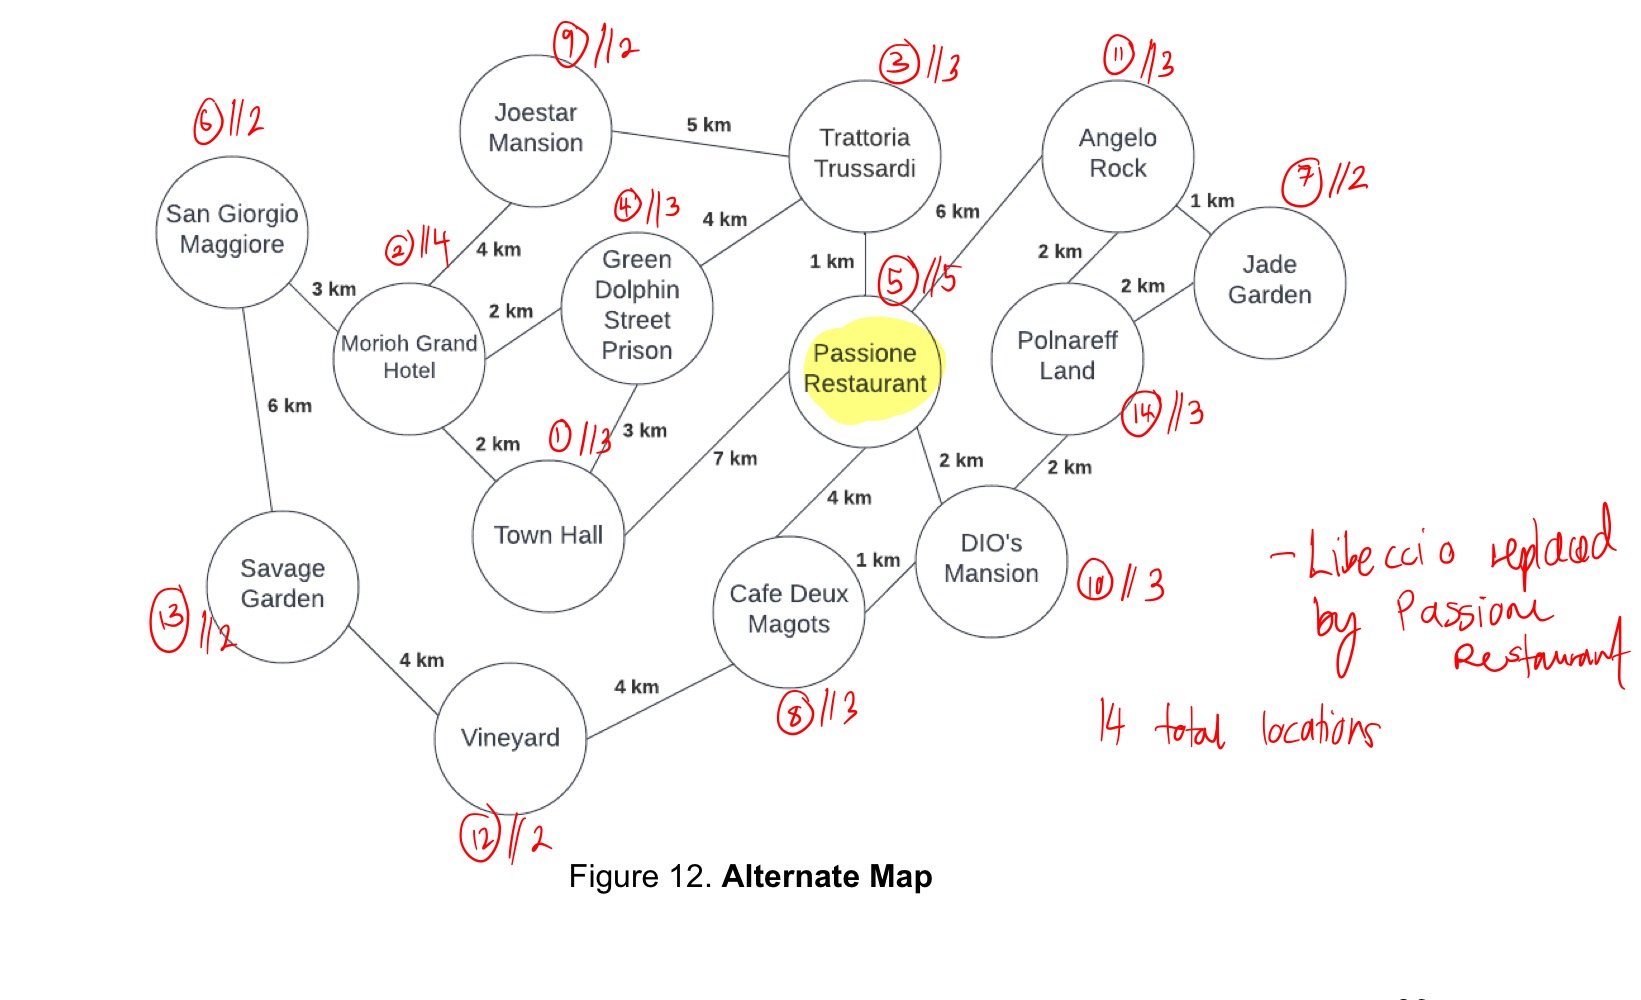 9 //2
3 //3
11 //3
Joestar
Mansion
5 km
Trattoria
Trussardi
Angelo
Rock
6 //2
7 //2
San Giorgio
Maggiore
4 //3
4 km
6 km
1 km
2 //4
4 km
1 km
2 km
Green
Dolphin
Street
Prison
5 //5
Jade
Garden
3 km
2 km
2 km
Morioh Grand
Hotel
Passione
Restaurant
Polnareff
Land
6 km
14 //3
2 km
1 //3
3 km
7 km
2 km
2 km
4 km
Town Hall
1 km
DIO's
Mansion
- Libeccio replaced
by Passione
Restaurant
Savage
Garden
Cafe Deux
Magots
10 //3
13 //2
4 km
4 km
8 //3
14 total locations
Vineyard
12 //2
Figure 12. Alternate Map